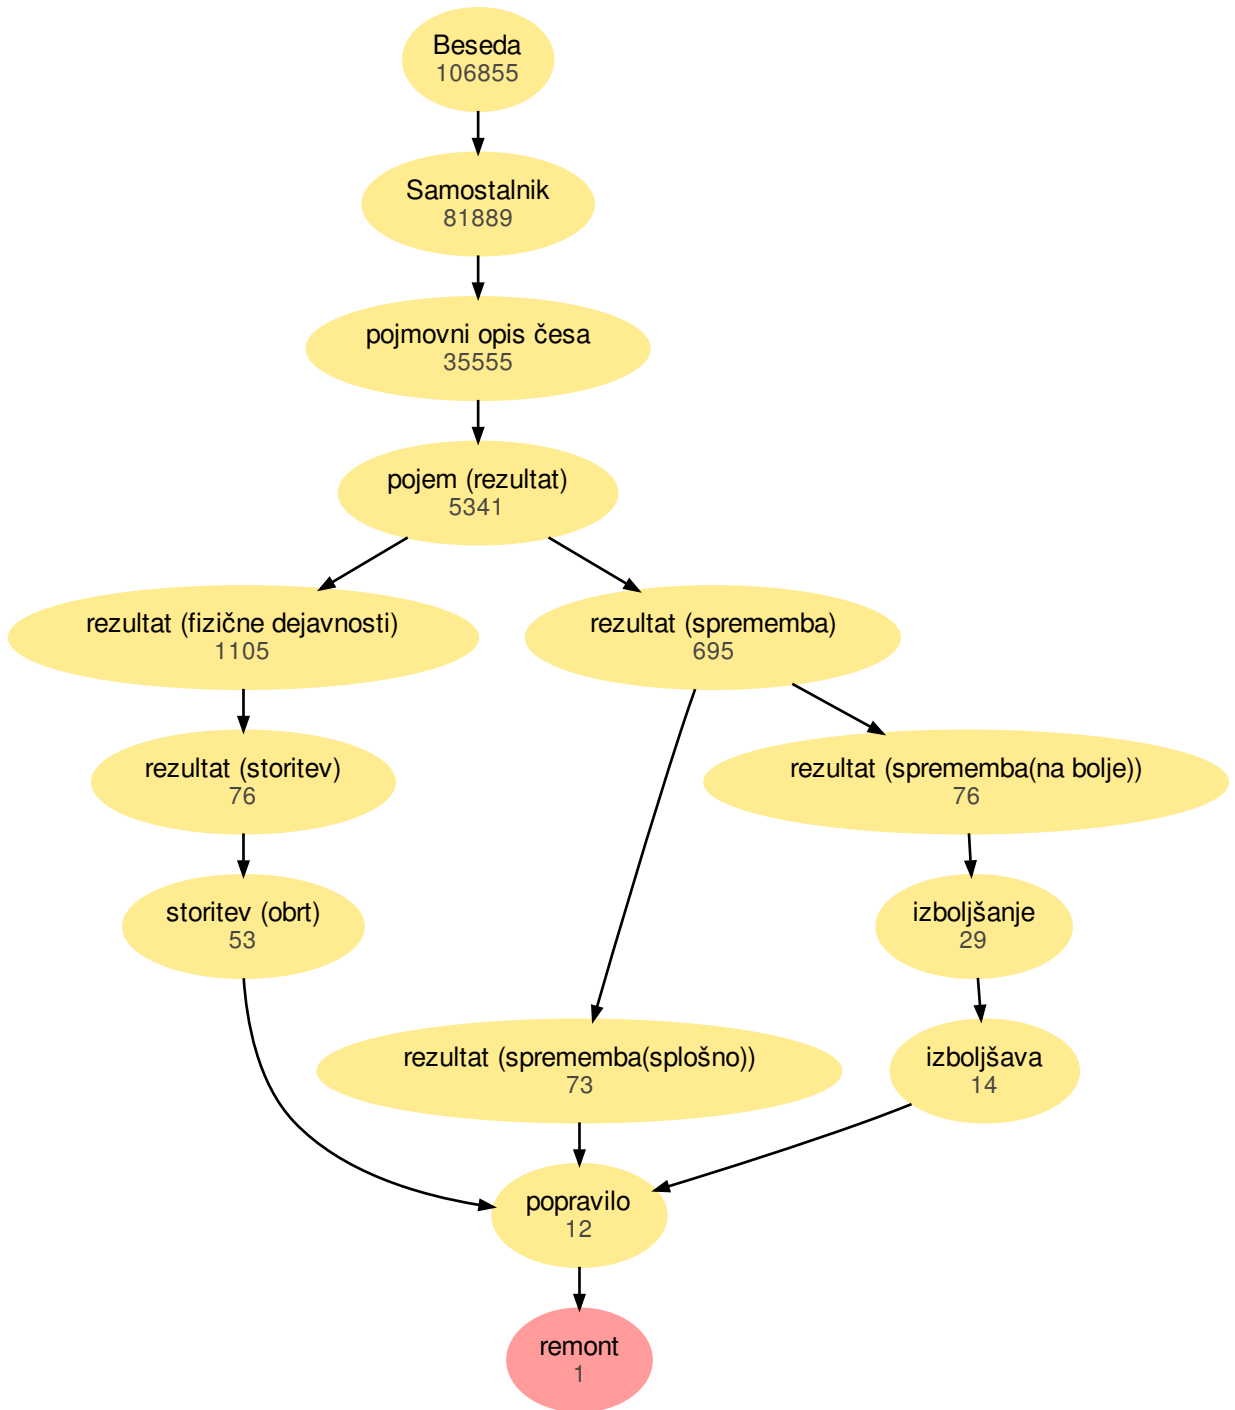 Beseda
106855
Samostalnik
81889
pojmovni opis česa
35555
pojem (rezultat)
5341
rezultat (fizične dejavnosti)
1105
rezultat (sprememba)
695
rezultat (storitev)
76
rezultat (sprememba(na bolje))
76
storitev (obrt)
53
izboljšanje
29
rezultat (sprememba(splošno))
73
izboljšava
14
popravilo
12
remont
1